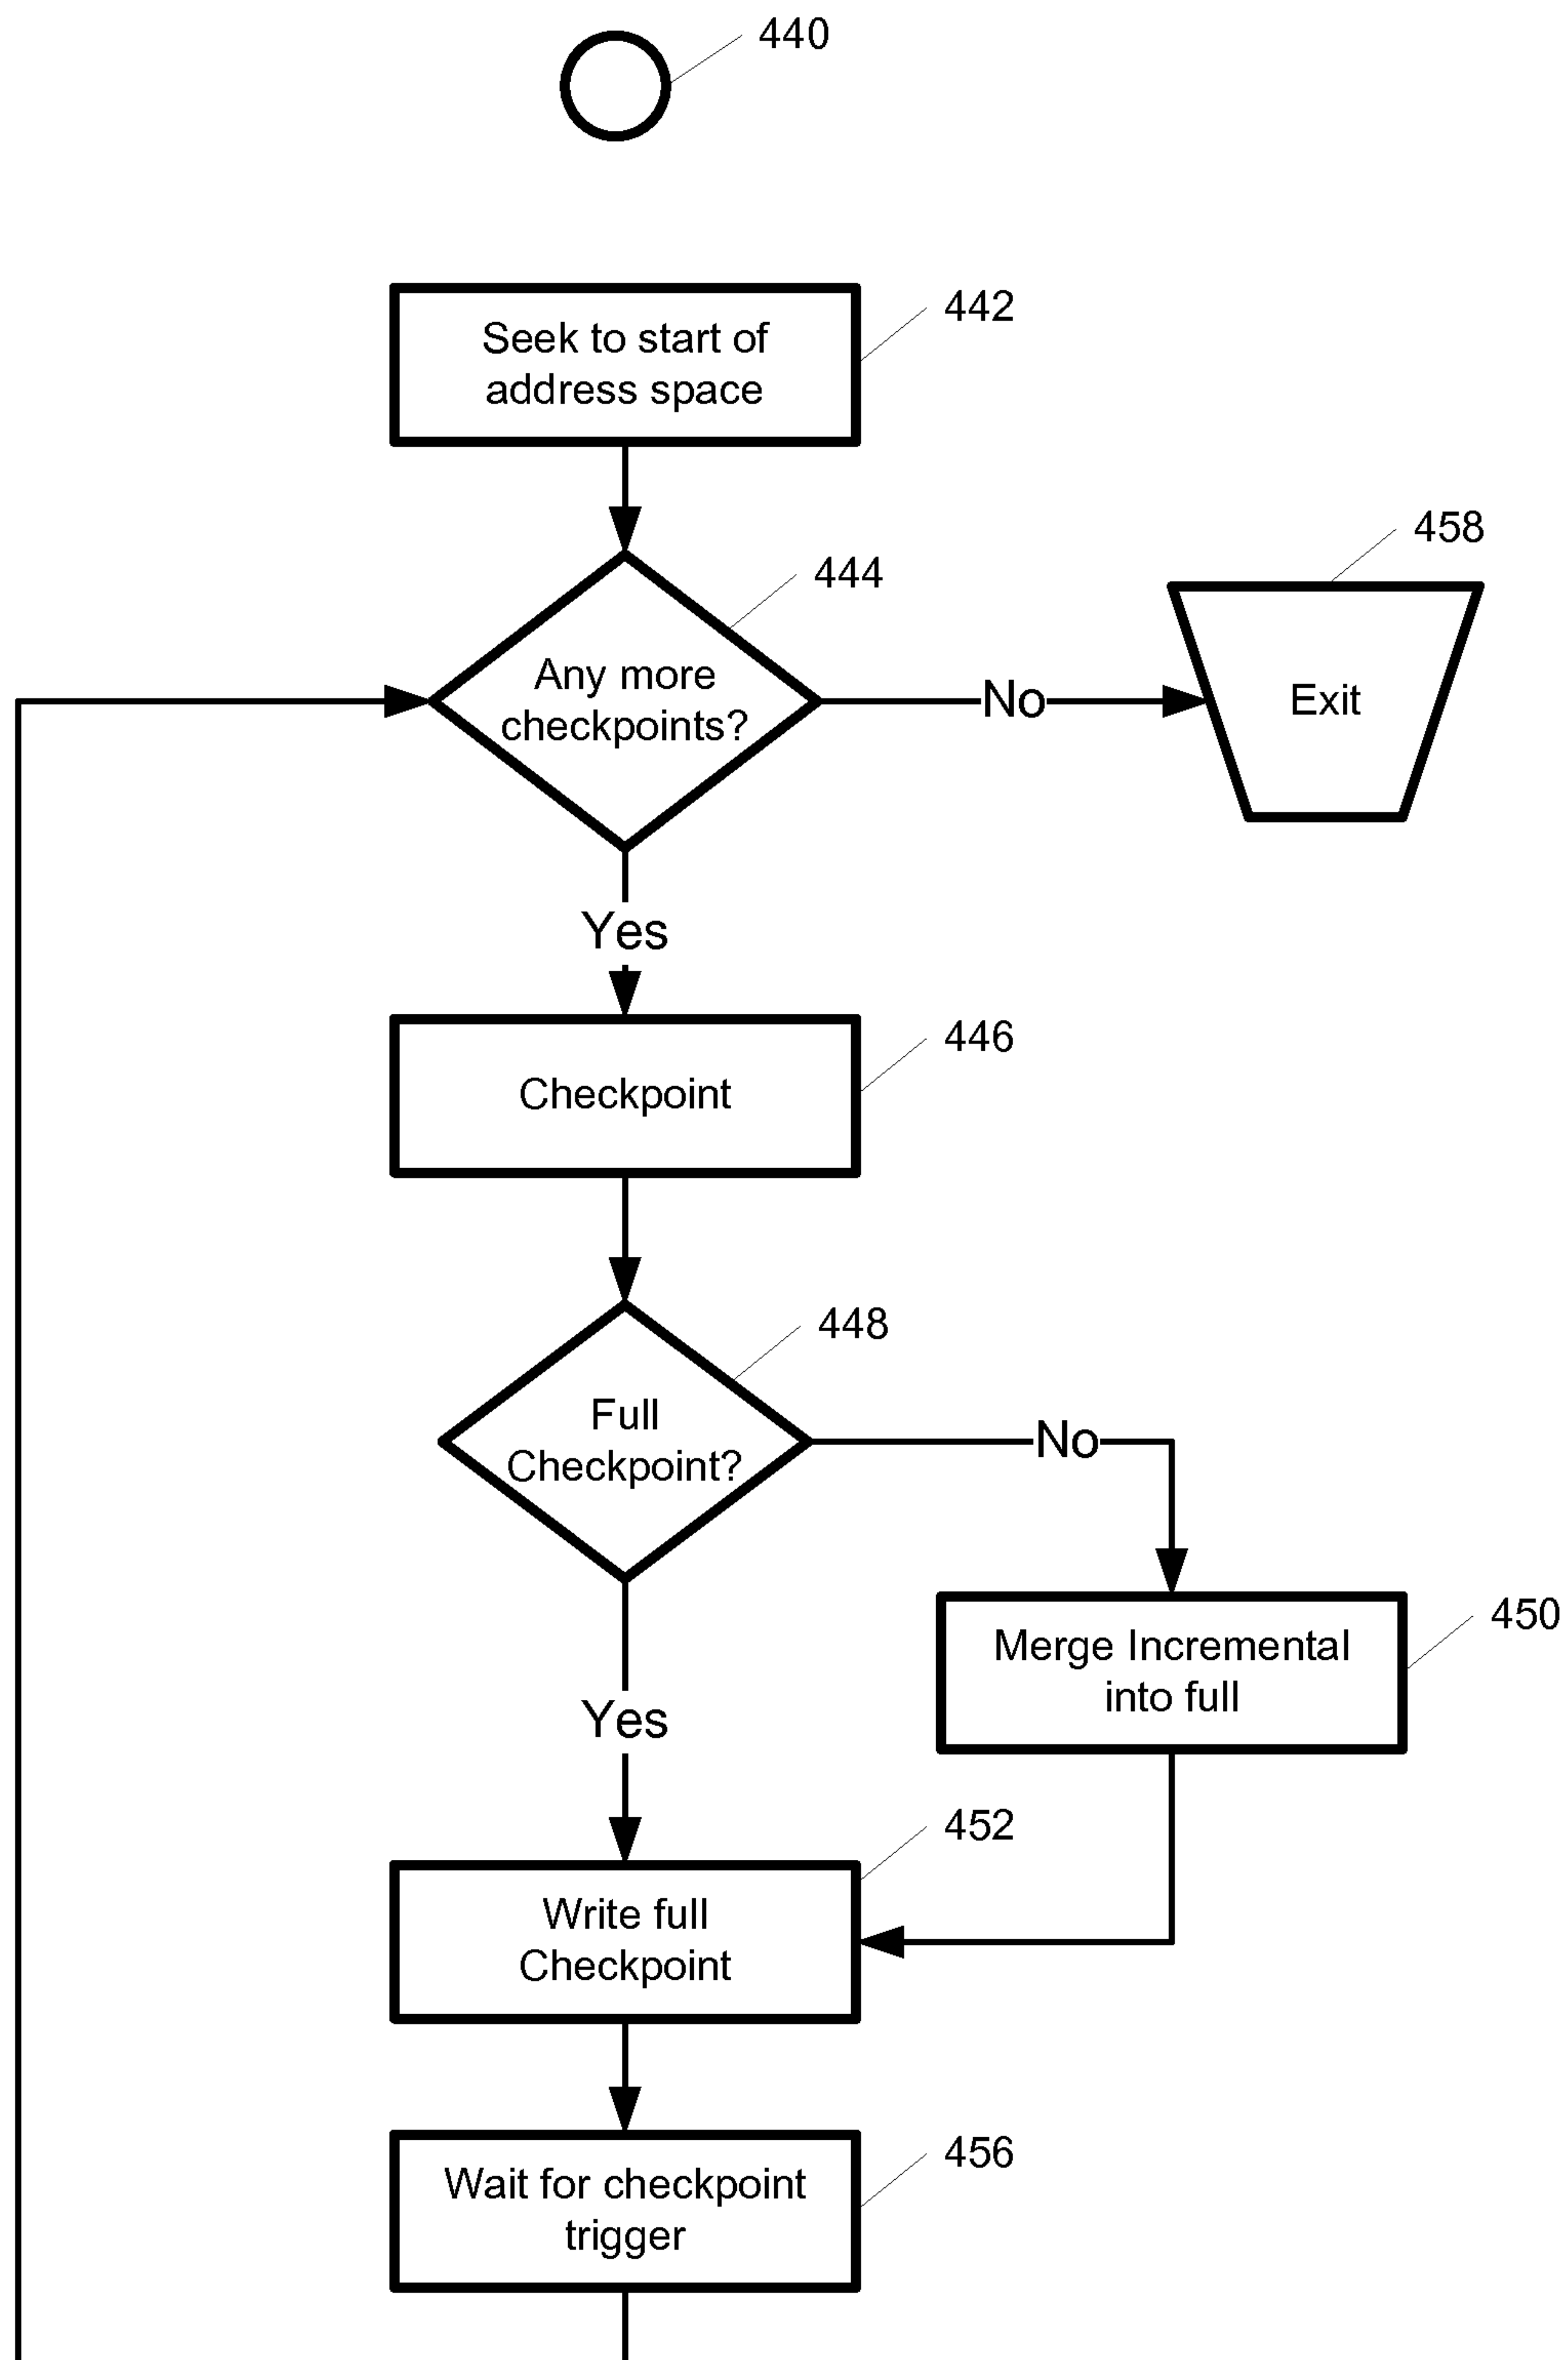 440
Seek to start of
address space
442
458
444
Any more
checkpoints?
No
Exit
Yes
446
Checkpoint
448
Full
Checkpoint?
No
450
Merge Incremental
into full
Yes
452
Write full
Checkpoint
456
Wait for checkpoint
trigger